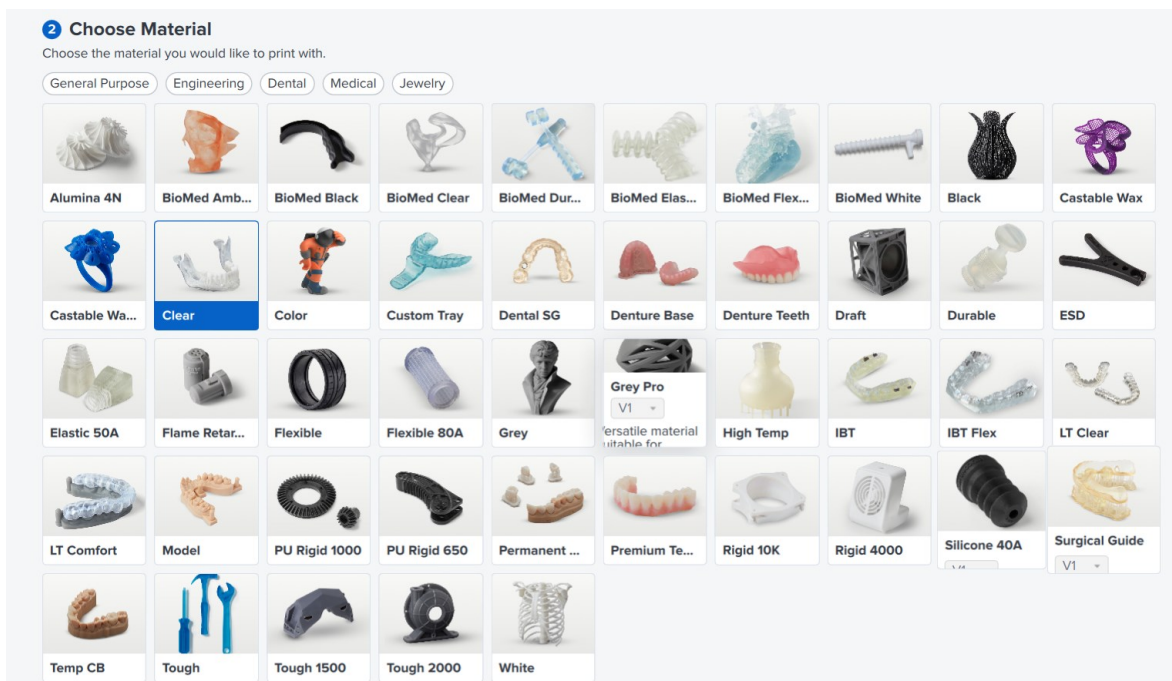 2 Choose Material
Choose the material you would like to print with.
General Purpose Engineering Dental Medical Jewelry
Alumina 4N BioMed Amb... BioMed Black BioMed Clear BioMed Dur... BioMed Elas... BioMed Flex... BioMed White Black Castable Wax
Castable Wa... Clear Color Custom Tray Dental SG Denture Base Denture Teeth Draft Durable ESD
Grey Pro
V1
ersatile material
uitable for
Elastic 50A Flame Retar... Flexible Flexible 80A Grey High Temp IBT IBT Flex LT Clear
LT Comfort Model PU Rigid 1000 PU Rigid 650 Permanent ... Premium Te... Rigid 10K Rigid 4000 Silicone 40A Surgical Guide
V1 V1
Temp CB Tough Tough 1500 Tough 2000 White